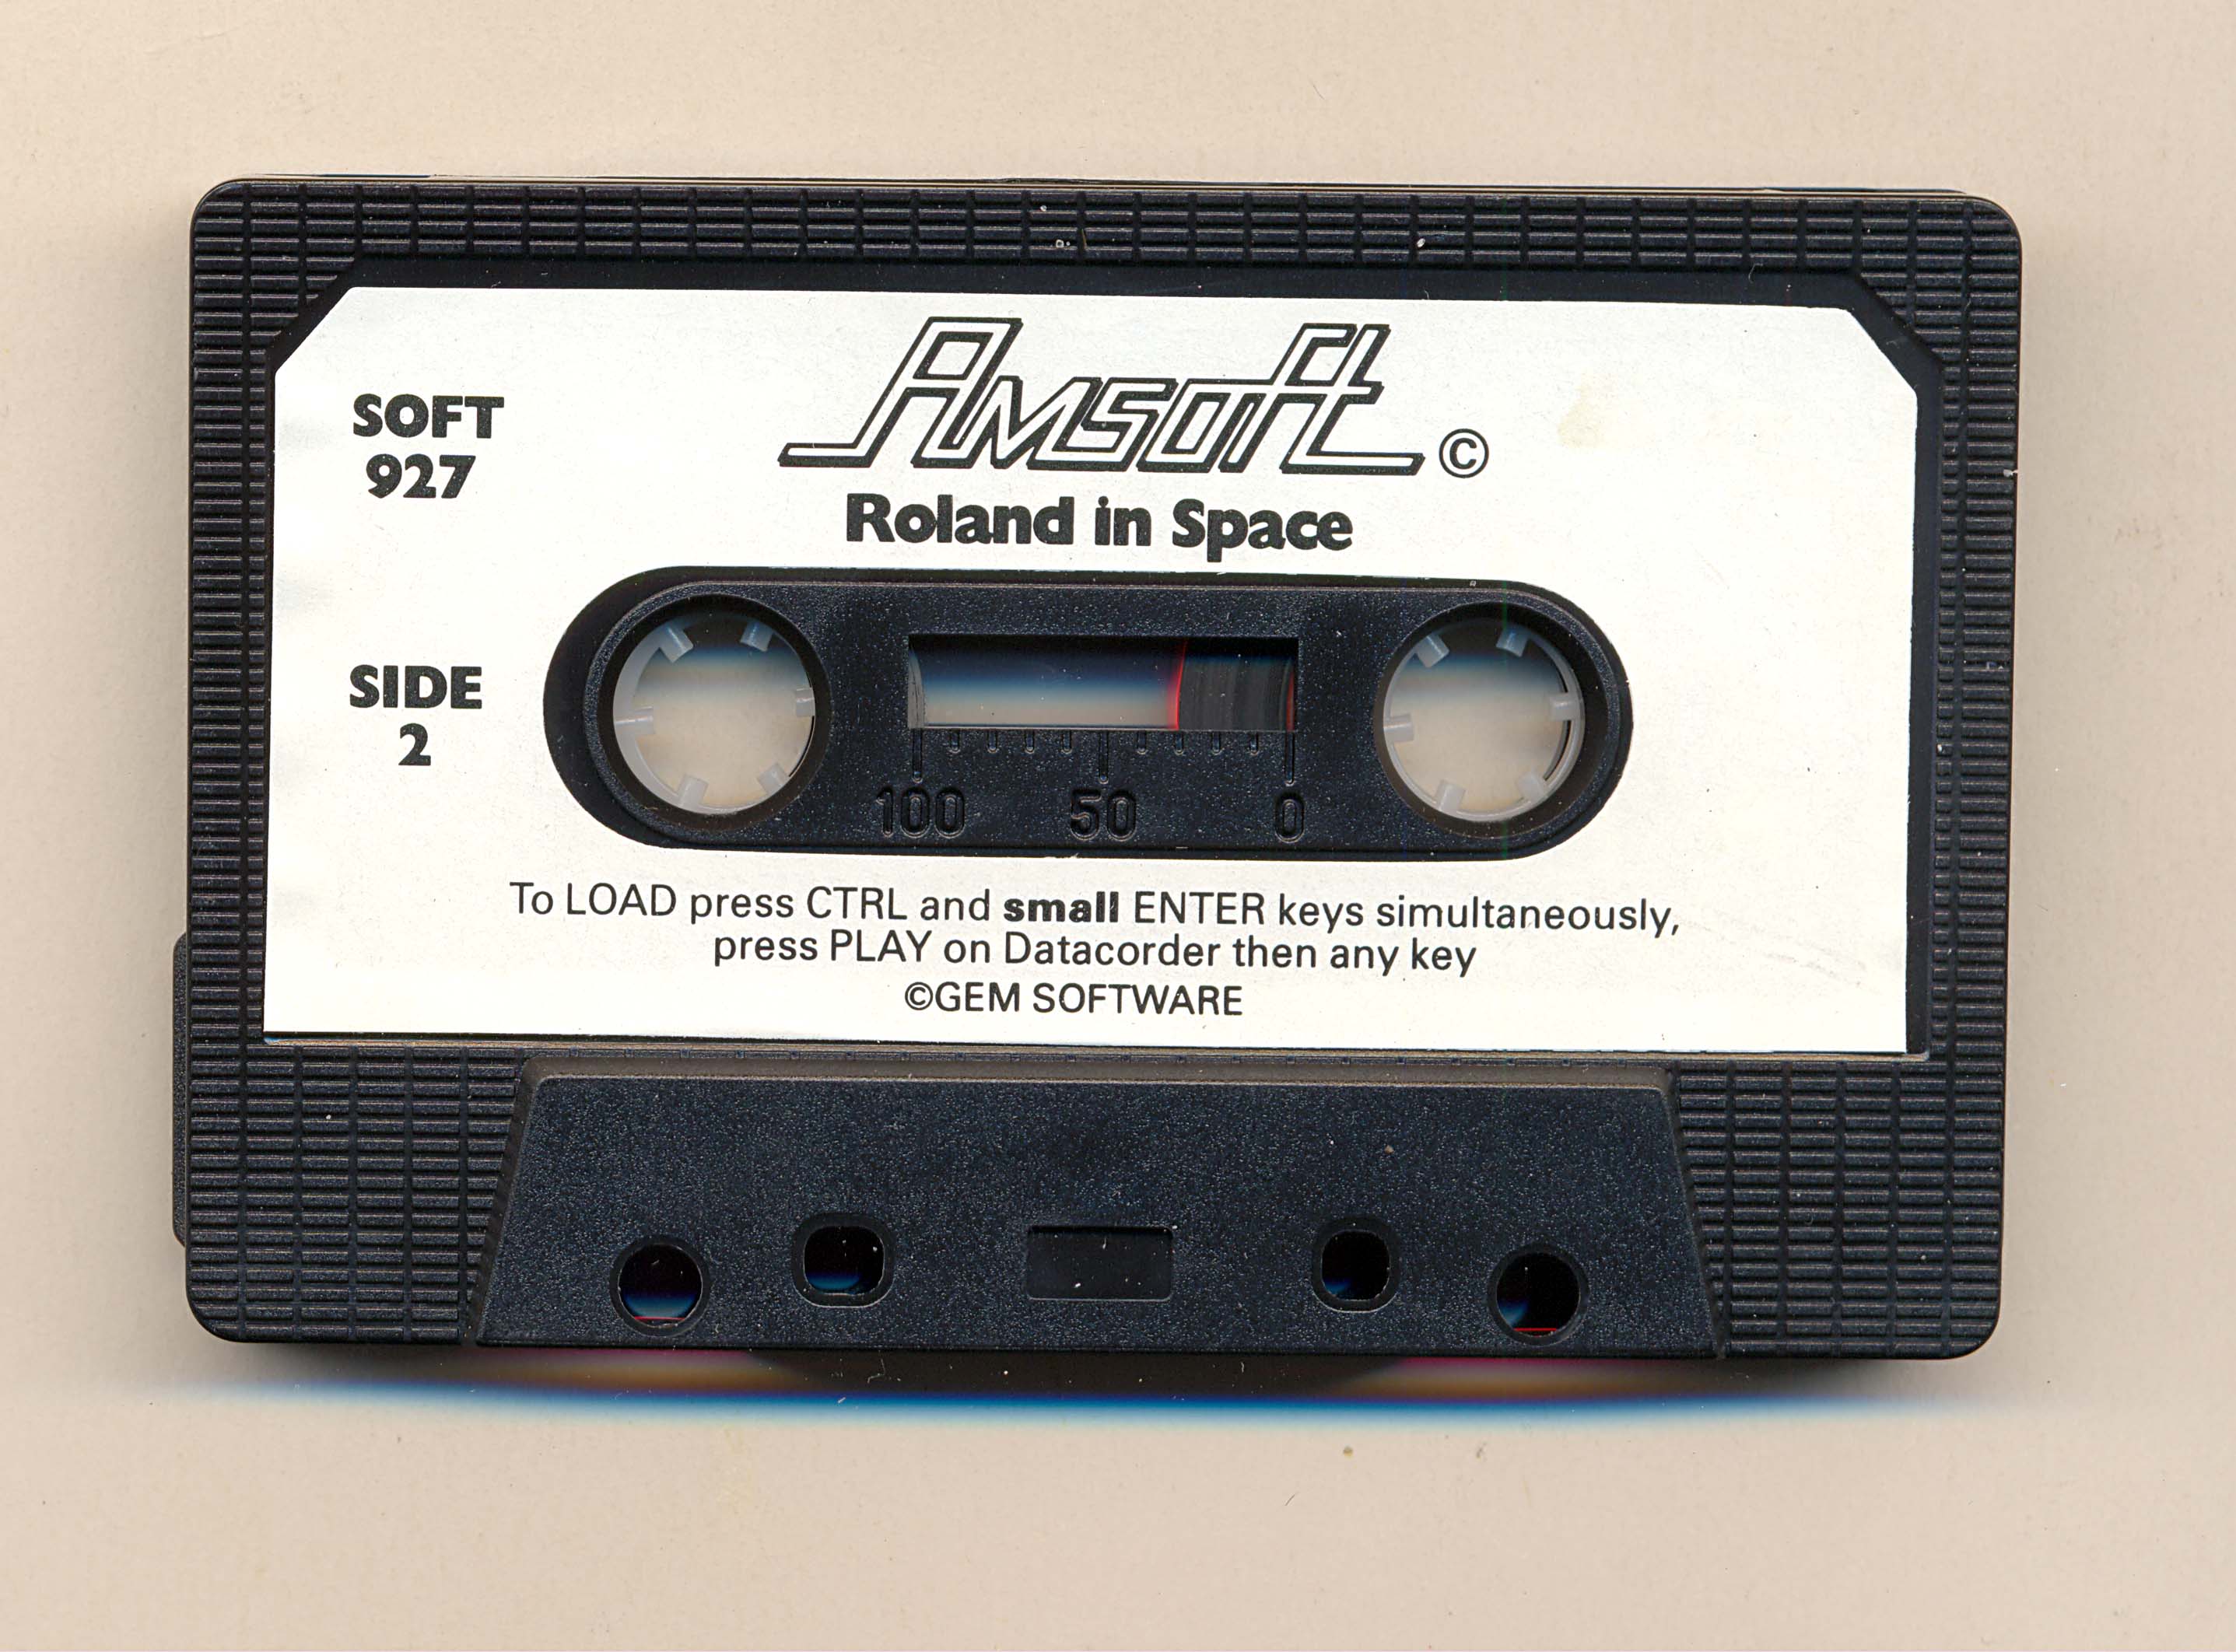 Amsoft ©
SOFT
927
Roland in Space
SIDE
2
100 50 0
To LOAD press CTRL and small ENTER keys simultaneously,
press PLAY on Datacorder then any key
©GEM SOFTWARE